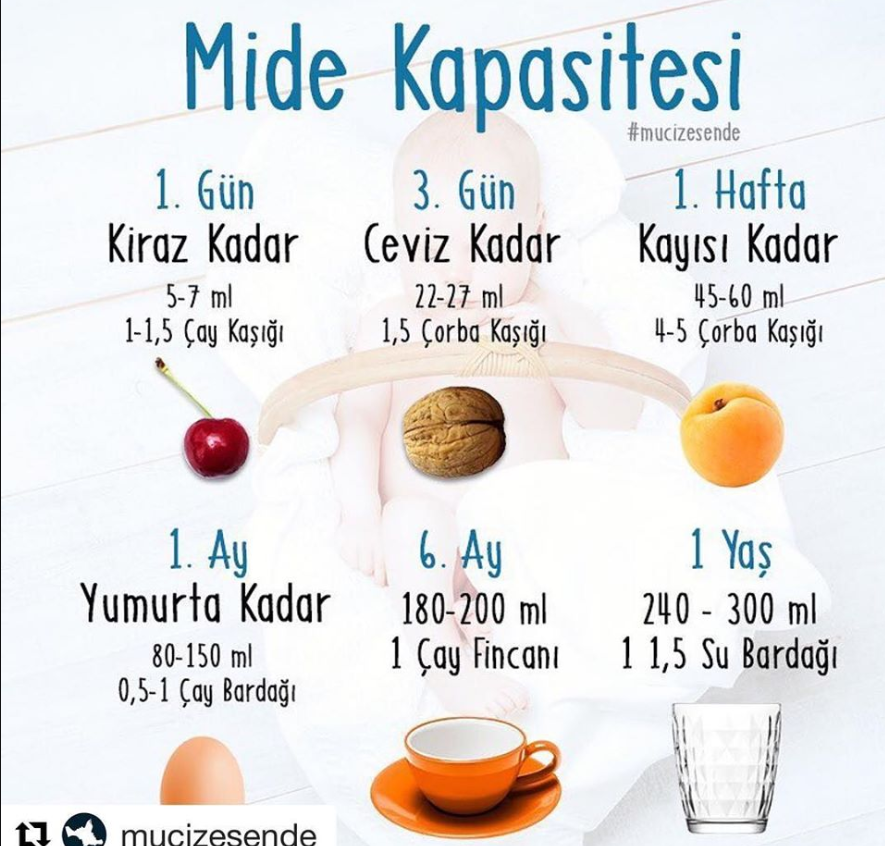 Mide Kapasitesi
#mucizesende
1. Gün
Kiraz Kadar
5-7 ml
1-1,5 Çay Kaşığı
3. Gün
Ceviz Kadar
22-27 ml
1,5 Çorba Kaşığı
1. Hafta
Kayısı Kadar
45-60 ml
4-5 Çorba Kaşığı
1. Ay
Yumurta Kadar
80-150 ml
0,5-1 Çay Bardağı
6. Ay
180-200 ml
1 Çay Fincanı
1 Yaş
240 - 300 ml
1 1,5 Su Bardağı
mucizesende